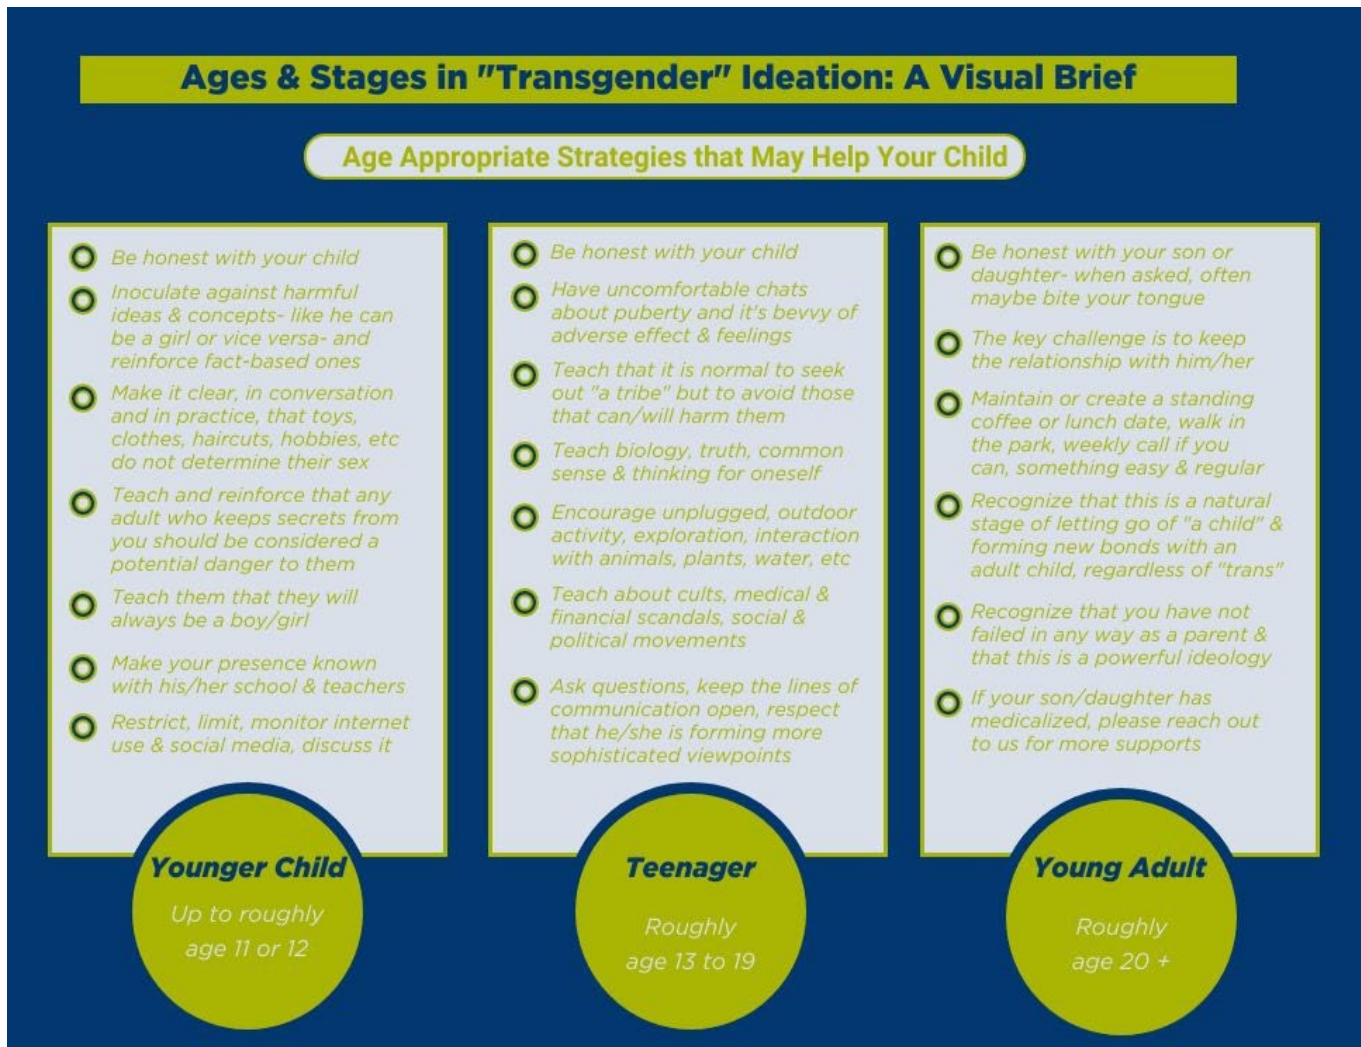 Ages & Stages in "Transgender" Ideation: A Visual Brief
Age Appropriate Strategies that May Help Your Child
Be honest with your child
Inoculate against harmful
ideas & concepts- like he can
be a girl or vice versa- and
reinforce fact-based ones
Make it clear, in conversation
and in practice, that toys,
clothes, haircuts, hobbies, etc
do not determine their sex
Teach and reinforce that any
adult who keeps secrets from
you should be considered a
potential danger to them
Teach them that they will
always be a boy/girl
Make your presence known
with his/her school & teachers
Restrict, limit, monitor internet
use & social media, discuss it
Younger Child
Up to roughly
age 11 or 12
Be honest with your child
Have uncomfortable chats
about puberty and it's bevvy of
adverse effect & feelings
Teach that it is normal to seek
out "a tribe" but to avoid those
that can/will harm them
Teach biology, truth, common
sense & thinking for oneself
Encourage unplugged, outdoor
activity, exploration, interaction
with animals, plants, water, etc
Teach about cults, medical &
financial scandals, social &
political movements
Ask questions, keep the lines of
communication open, respect
that he/she is forming more
sophisticated viewpoints
Teenager
Roughly
age 13 to 19
Be honest with your son or
daughter- when asked, often
maybe bite your tongue
The key challenge is to keep
the relationship with him/her
Maintain or create a standing
coffee or lunch date, walk in
the park, weekly call if you
can, something easy & regular
Recognize that this is a natural
stage of letting go of "a child" &
forming new bonds with an
adult child, regardless of "trans"
Recognize that you have not
failed in any way as a parent &
that this is a powerful ideology
If your son/daughter has
medicalized, please reach out
to us for more supports
Young Adult
Roughly
age 20 +